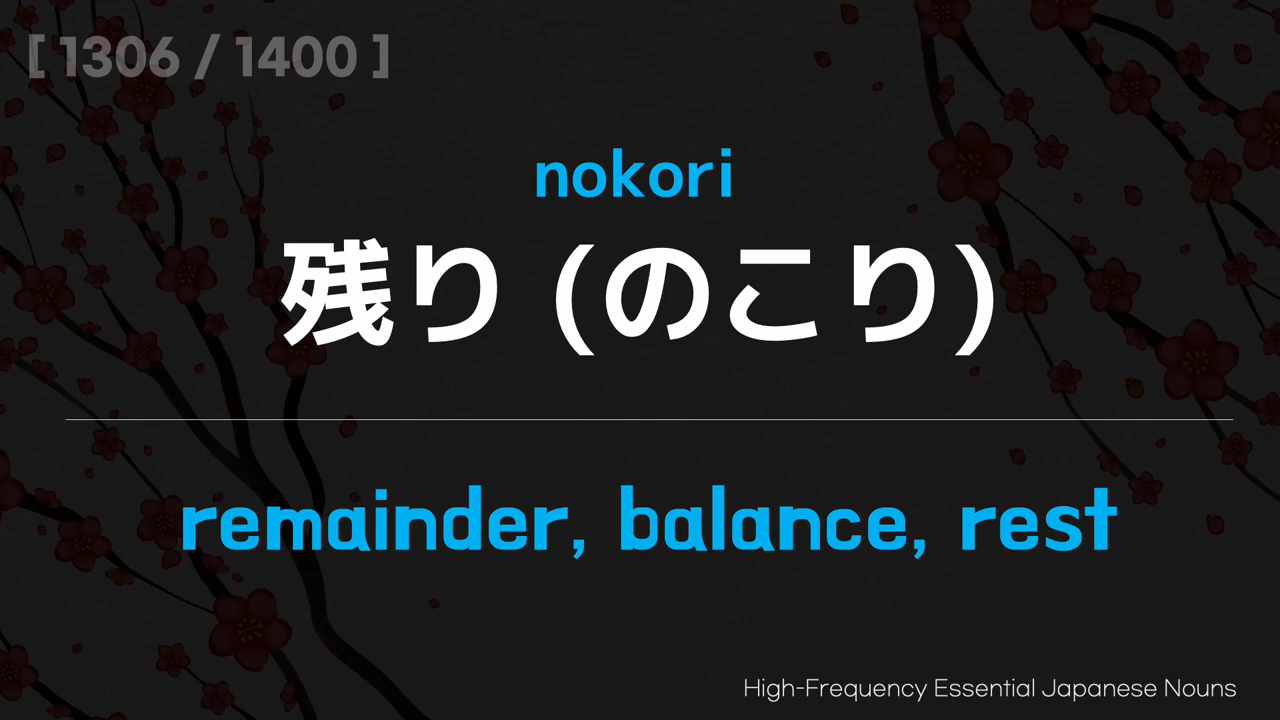 [ 1306 / 1400 ]
nokori
残り (のこり)
remainder, balance, rest
High-Frequency Essential Japanese Nouns